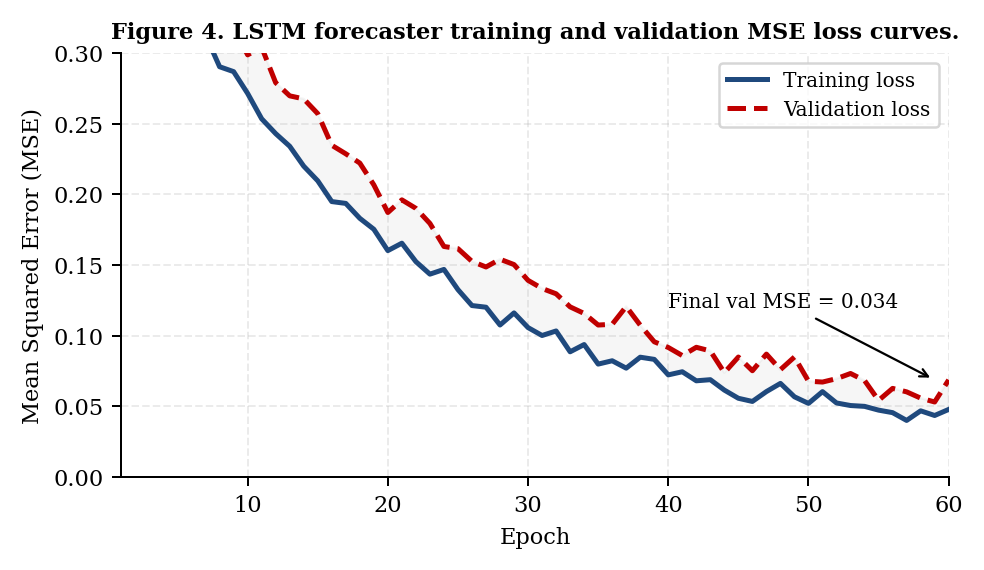 Figure 4. LSTM forecaster training and validation MSE loss curves.
Mean Squared Error (MSE)
0.30
0.25
0.20
0.15
0.10
0.05
0.00
Training loss
Validation loss
Final val MSE = 0.034
10 20 30 40 50 60
Epoch